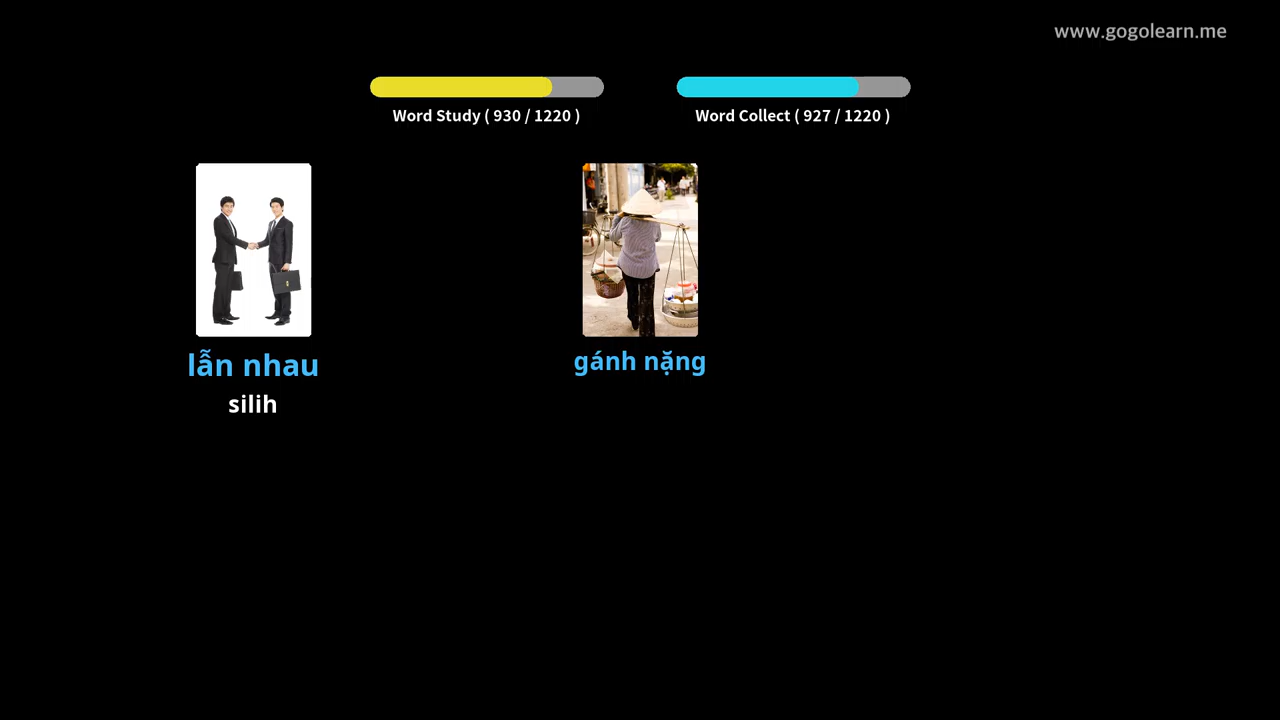 www.gogolearn.me
Word Study ( 930 / 1220 )
Word Collect ( 927 / 1220 )
lẫn nhau
silih
gánh nặng